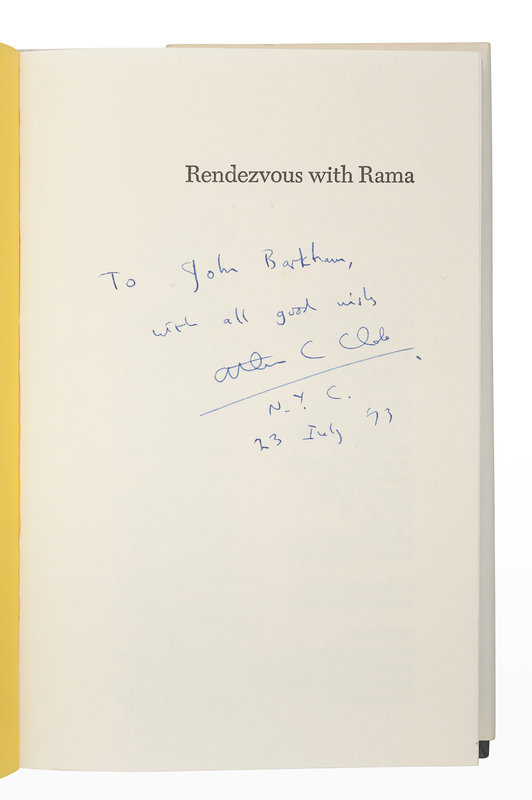 Rendezvous with Rama
To John Barkham,
with all good wishes
Arthur C Clarke
N.Y.C.
23 July '73